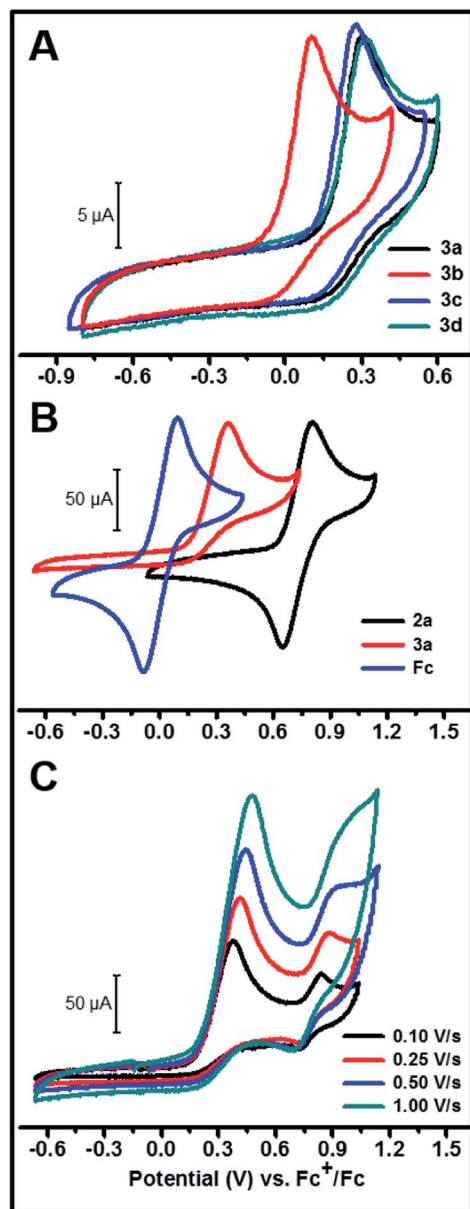 A
5 µA
3a
3b
3c
3d
-0.9 -0.6 -0.3 0.0 0.3 0.6
B
50 µA
2a
3a
Fc
-0.6 -0.3 0.0 0.3 0.6 0.9 1.2 1.5
C
50 µA
0.10 V/s
0.25 V/s
0.50 V/s
1.00 V/s
-0.6 -0.3 0.0 0.3 0.6 0.9 1.2 1.5
Potential (V) vs. Fc+/Fc